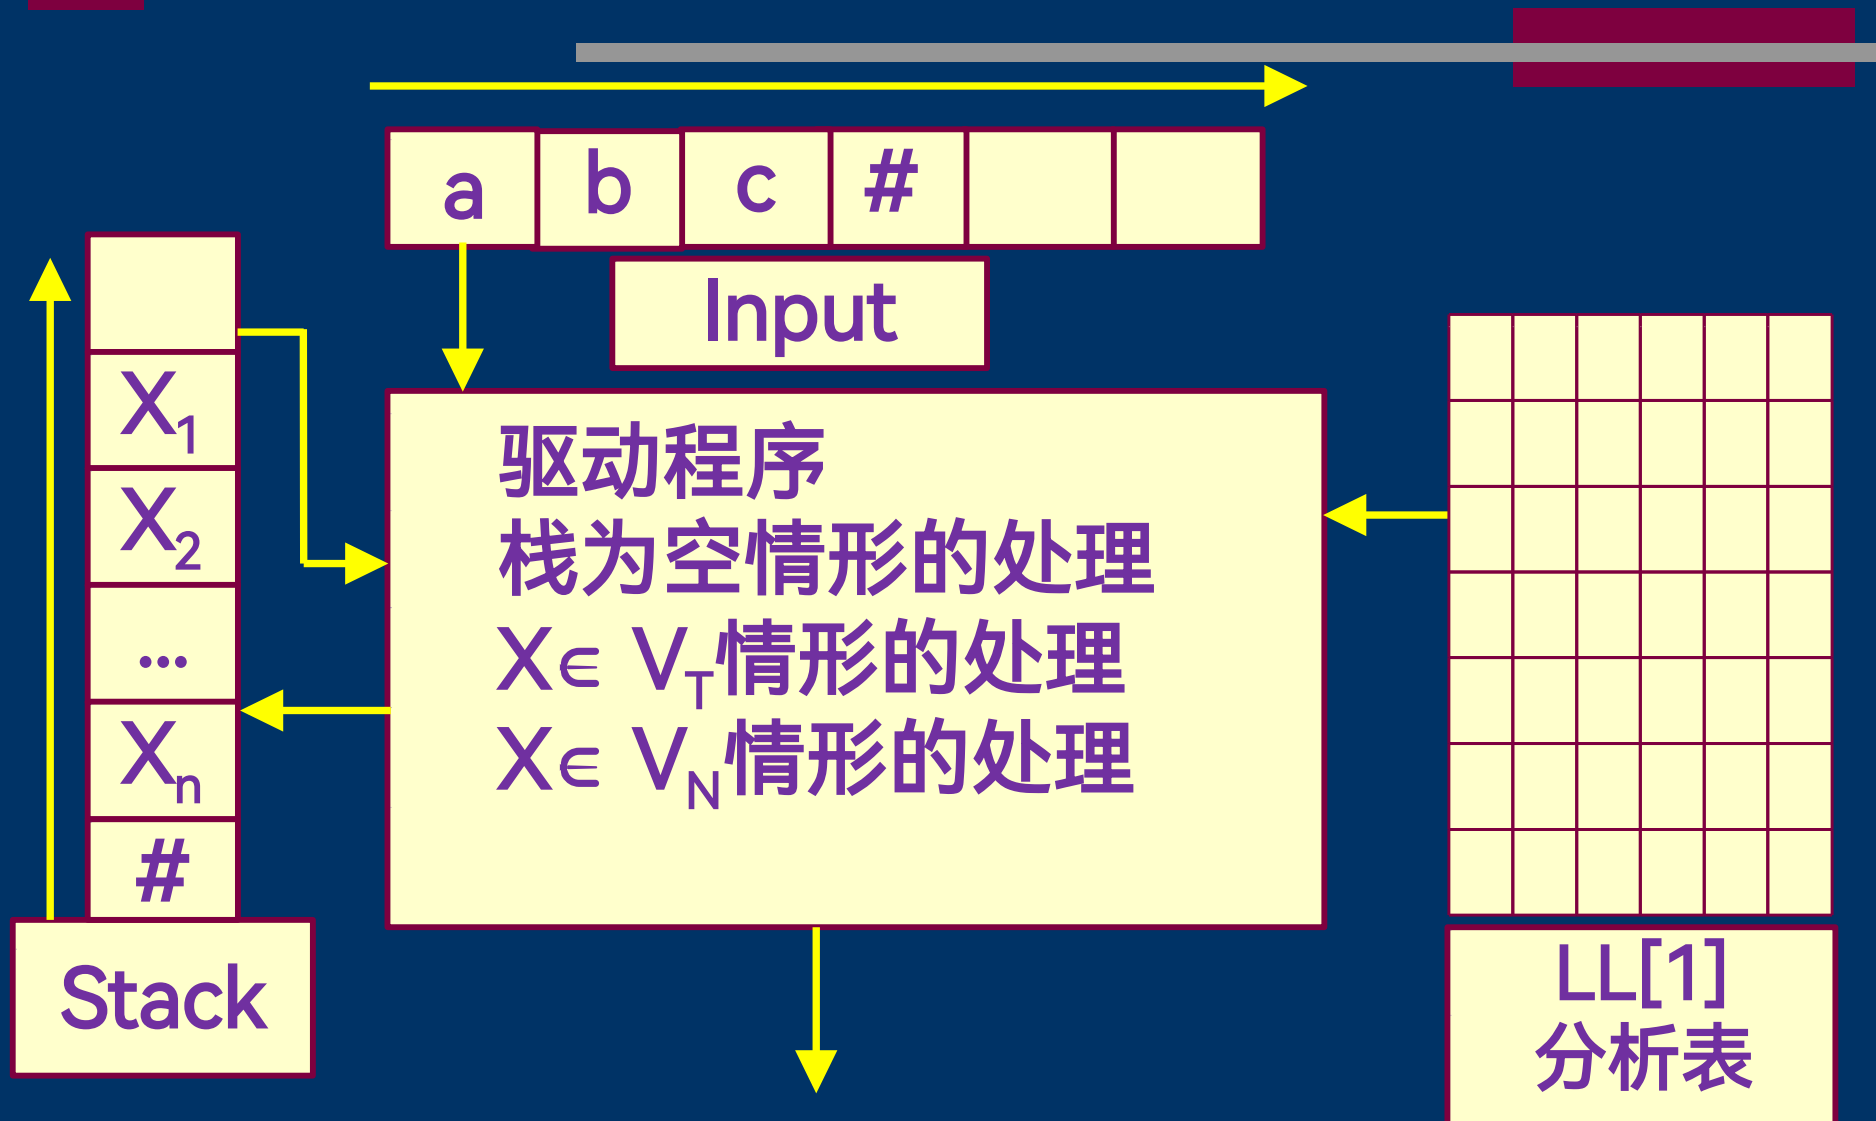 a b c #
Input
X1
X2
...
Xn
#
Stack
驱动程序
栈为空情形的处理
X∈ VT情形的处理
X∈ VN情形的处理
LL[1]
分析表